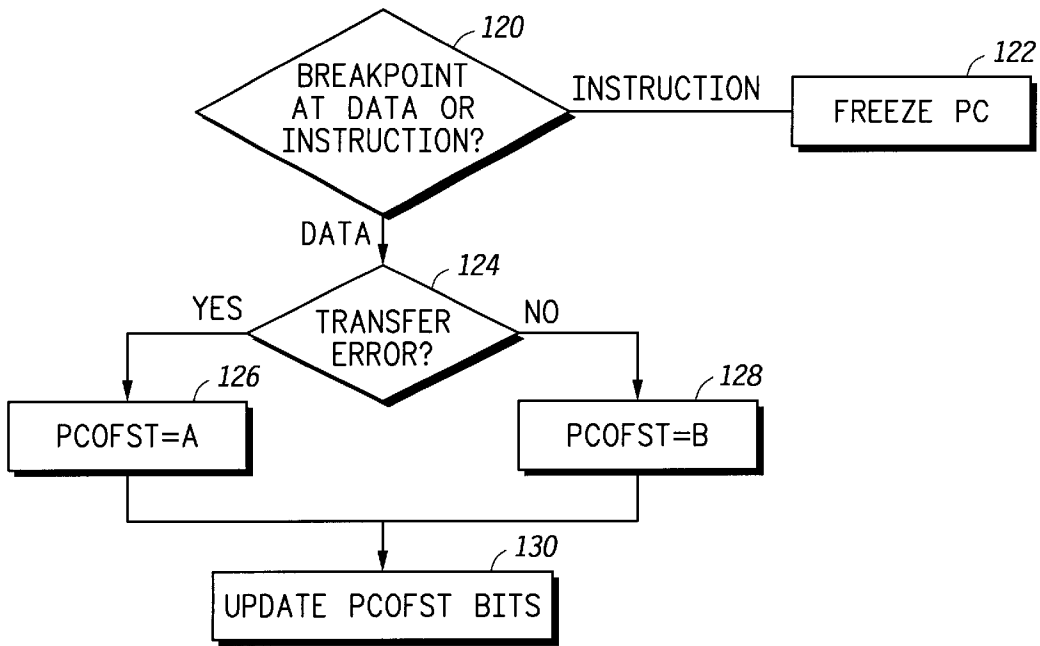 120
BREAKPOINT
AT DATA OR
INSTRUCTION?
INSTRUCTION
122
FREEZE PC
DATA
124
YES
TRANSFER
ERROR?
NO
126
PCOFST=A
128
PCOFST=B
130
UPDATE PCOFST BITS